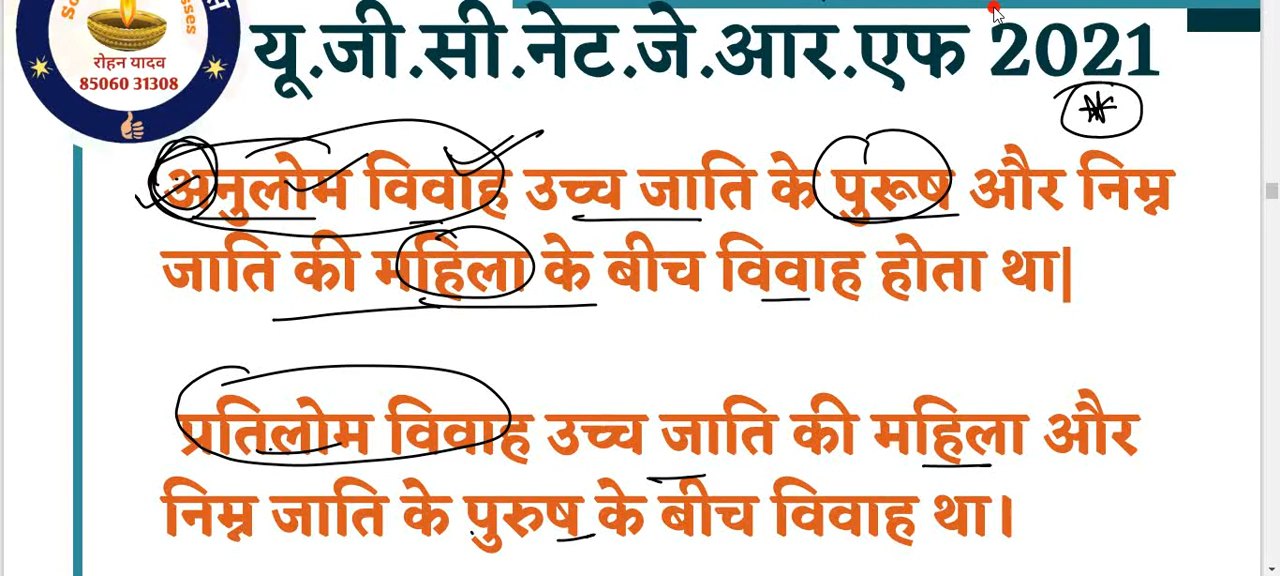 रोहन यादव
85060 31308
यू.जी.सी.नेट.जे.आर.एफ 2021
अनुलोम विवाह उच्च जाति के पुरूष और निम्न
जाति की महिला के बीच विवाह होता था|
प्रतिलोम विवाह उच्च जाति की महिला और
निम्न जाति के पुरुष के बीच विवाह था।